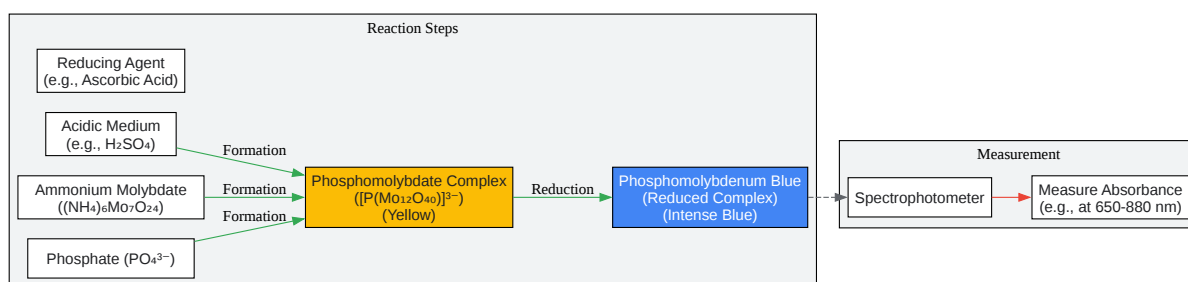 Reaction Steps
Reducing Agent
(e.g., Ascorbic Acid)
Acidic Medium
(e.g., H₂SO₄)
Formation
Ammonium Molybdate
((NH₄)₆Mo₇O₂₄)
Formation
Formation
Phosphate (PO₄³⁻)
Phosphomolybdate Complex
([P(Mo₁₂O₄₀)]³⁻)
(Yellow)
Reduction
Phosphomolybdenum Blue
(Reduced Complex)
(Intense Blue)
Measurement
Spectrophotometer
Measure Absorbance
(e.g., at 650-880 nm)